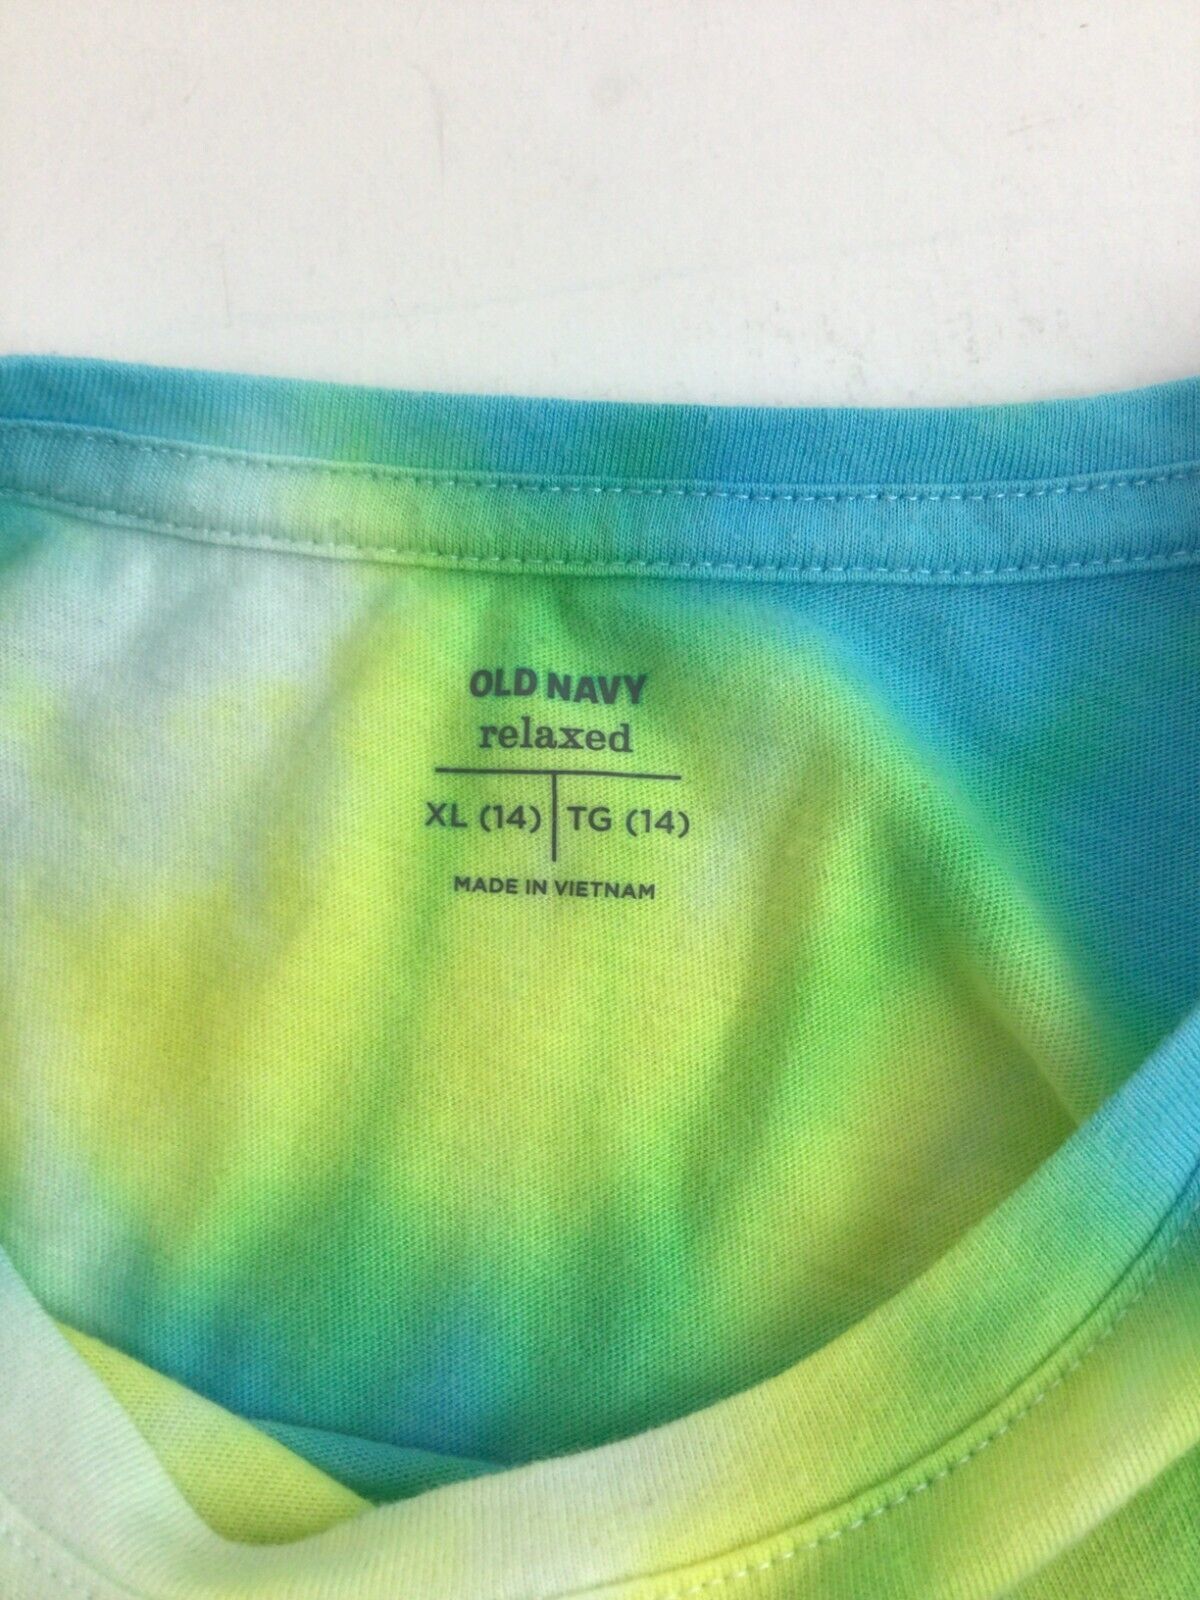 OLD NAVY
relaxed
XL (14) TG (14)
MADE IN VIETNAM